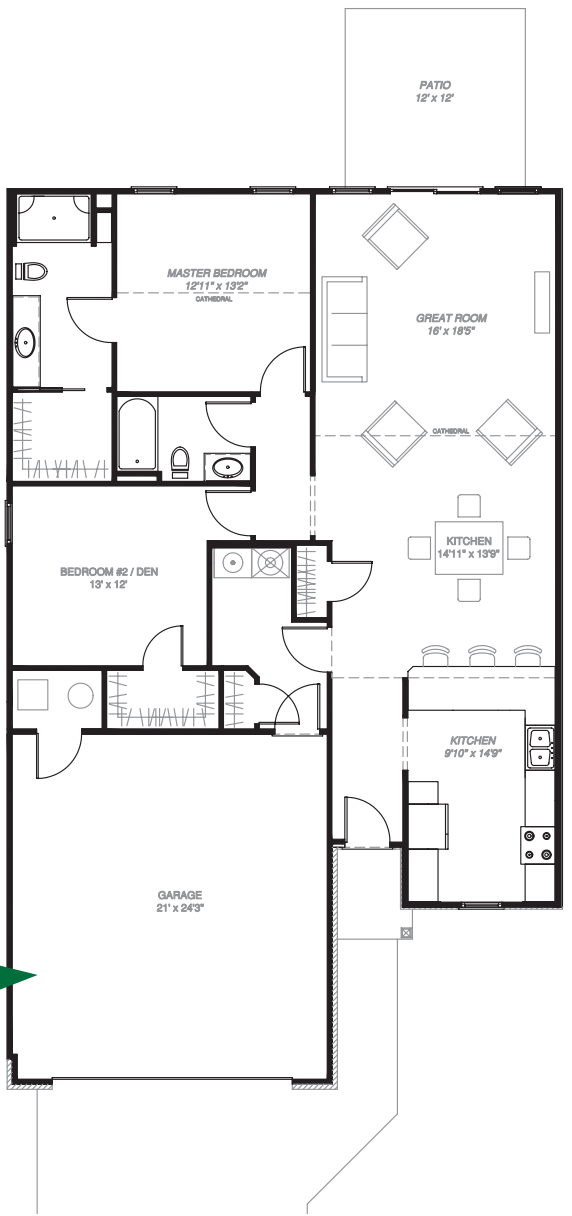 PATIO
12' x 12'
MASTER BEDROOM
12'11" x 13'2"
CATHEDRAL
GREAT ROOM
16' x 18'5"
CATHEDRAL
KITCHEN
14'11" x 13'9"
BEDROOM #2 / DEN
13' x 12'
KITCHEN
9'10" x 14'9"
GARAGE
21' x 24'3"